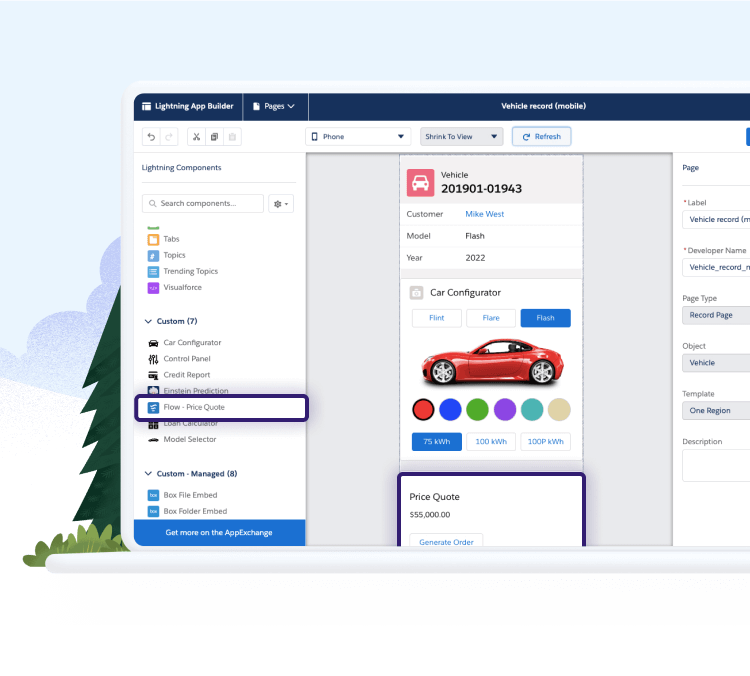 Lightning App Builder
Pages
Vehicle record (mobile)
Phone
Shrink To View
Refresh
Lightning Components
Search components...
Tabs
Topics
Trending Topics
Visualforce
Custom (7)
Car Configurator
Control Panel
Credit Report
Einstein Prediction
Flow - Price Quote
Loan Calculator
Model Selector
Custom - Managed (8)
box
Box File Embed
box
Box Folder Embed
Get more on the AppExchange
Vehicle
201901-01943
Customer Mike West
Model Flash
Year 2022
Car Configurator
Flint Flare Flash
75 kWh 100 kWh 100P kWh
Price Quote
$55,000.00
Generate Order
Page
* Label
Vehicle record (m
* Developer Name
Vehicle_record_m
Page Type
Record Page
Object
Vehicle
Template
One Region
Description